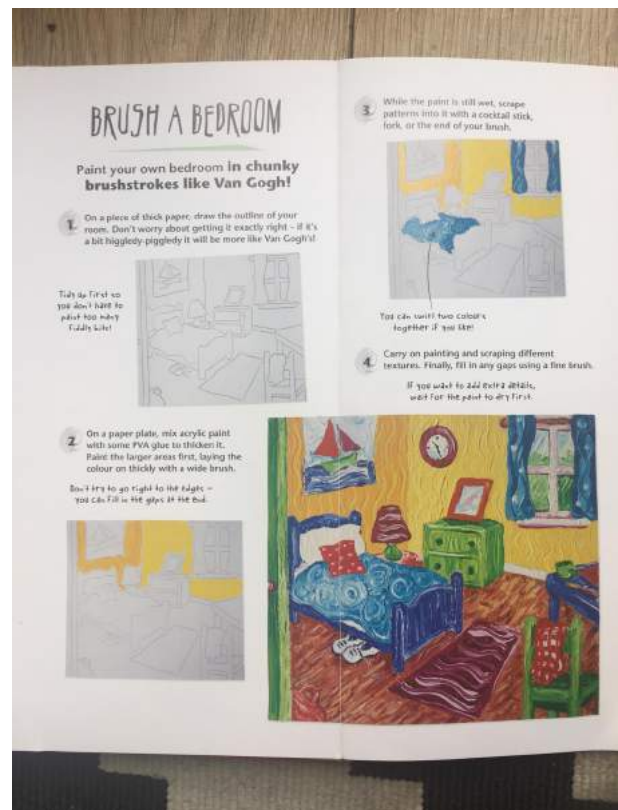 BRUSH A BEDROOM
Paint your own bedroom in chunky
brushstrokes like Van Gogh!
1. On a piece of thick paper, draw the outline of your
room. Don't worry about getting it exactly right – if it's
a bit higgledy-piggledy it will be more like Van Gogh's!
Tidy up first so
you don't have to
paint too many
fiddly bits!
2. On a paper plate, mix acrylic paint
with some PVA glue to thicken it.
Paint the larger areas first, laying the
colour on thickly with a wide brush.
Don't try to go right to the edges –
you can fill in the gaps at the end.
3. While the paint is still wet, scrape
patterns into it with a cocktail stick,
fork, or the end of your brush.
You can swirl two colours
together if you like!
4. Carry on painting and scraping different
textures. Finally, fill in any gaps using a fine brush.
If you want to add extra details,
wait for the paint to dry first.